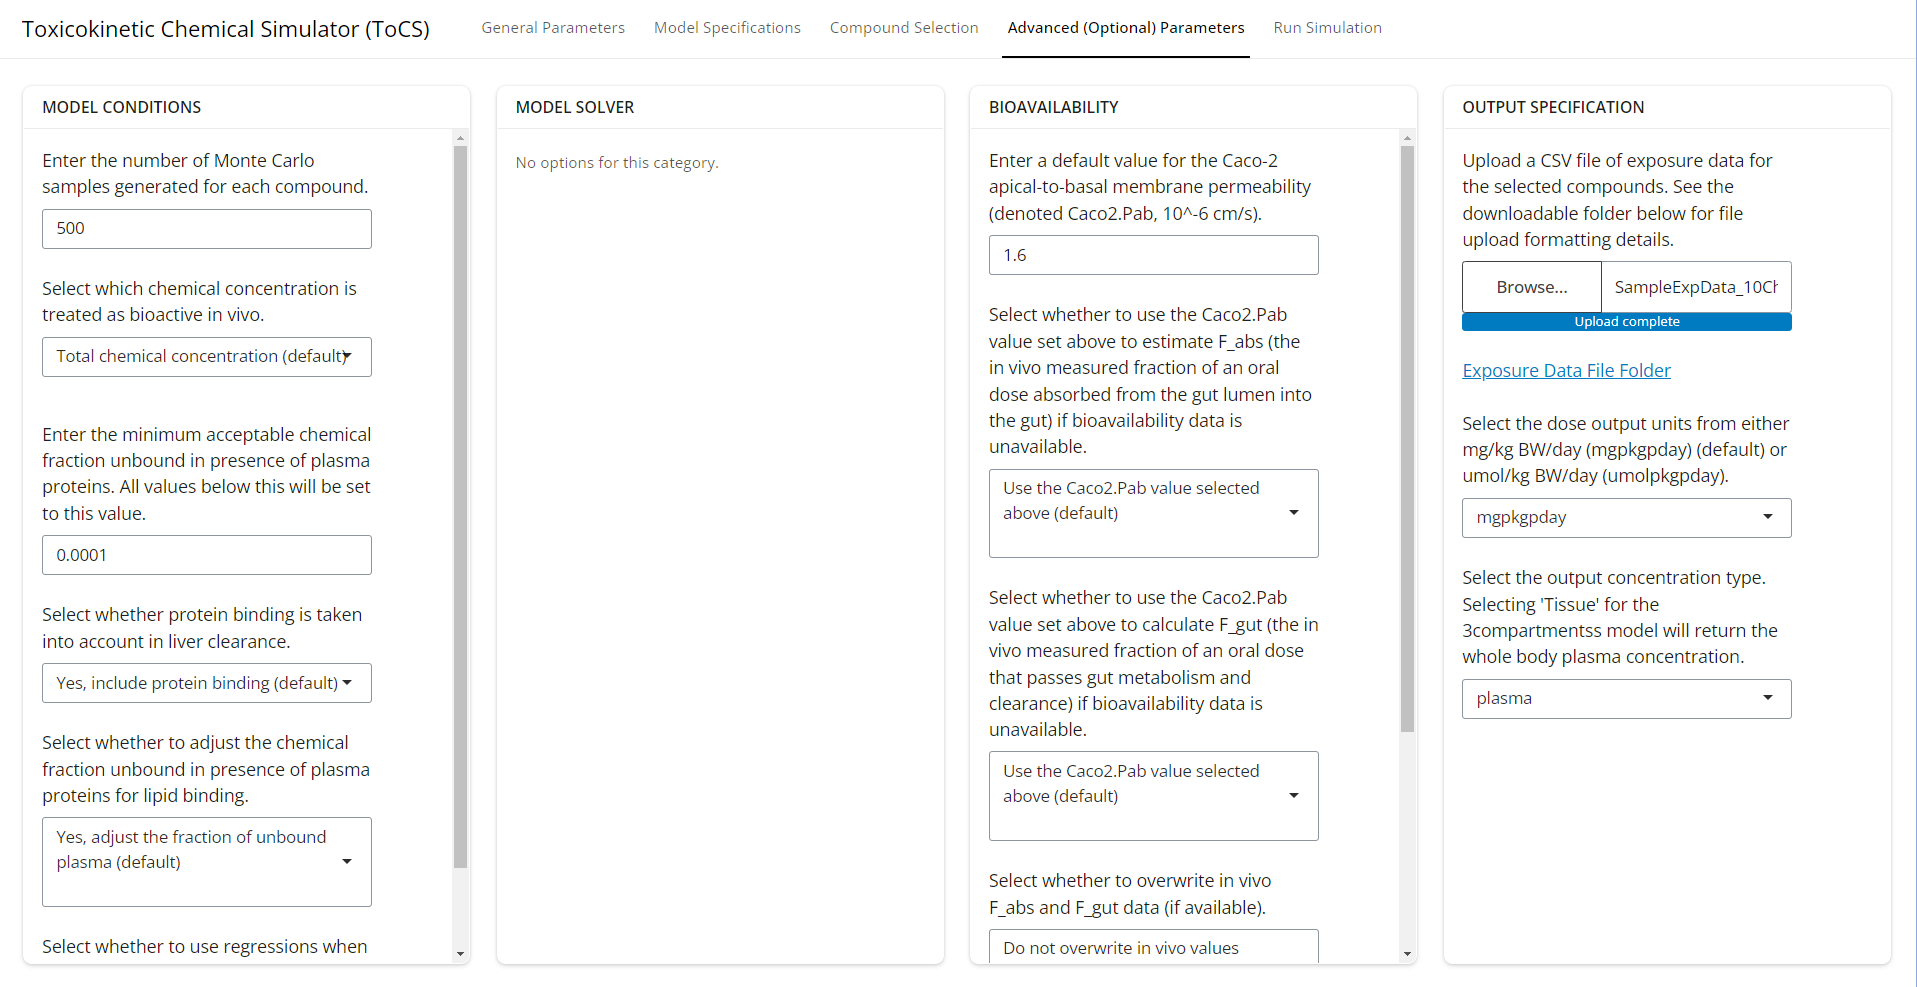 Toxicokinetic Chemical Simulator (ToCS)
General Parameters
Model Specifications
Compound Selection
Advanced (Optional) Parameters
Run Simulation
MODEL CONDITIONS
Enter the number of Monte Carlo
samples generated for each compound.
500
Select which chemical concentration is
treated as bioactive in vivo.
Total chemical concentration (default)
Enter the minimum acceptable chemical
fraction unbound in presence of plasma
proteins. All values below this will be set
to this value.
0.0001
Select whether protein binding is taken
into account in liver clearance.
Yes, include protein binding (default)
Select whether to adjust the chemical
fraction unbound in presence of plasma
proteins for lipid binding.
Yes, adjust the fraction of unbound
plasma (default)
Select whether to use regressions when
MODEL SOLVER
No options for this category.
BIOAVAILABILITY
Enter a default value for the Caco-2
apical-to-basal membrane permeability
(denoted Caco2.Pab, 10^-6 cm/s).
1.6
Select whether to use the Caco2.Pab
value set above to estimate F_abs (the
in vivo measured fraction of an oral
dose absorbed from the gut lumen into
the gut) if bioavailability data is
unavailable.
Use the Caco2.Pab value selected
above (default)
Select whether to use the Caco2.Pab
value set above to calculate F_gut (the in
vivo measured fraction of an oral dose
that passes gut metabolism and
clearance) if bioavailability data is
unavailable.
Use the Caco2.Pab value selected
above (default)
Select whether to overwrite in vivo
F_abs and F_gut data (if available).
Do not overwrite in vivo values
OUTPUT SPECIFICATION
Upload a CSV file of exposure data for
the selected compounds. See the
downloadable folder below for file
upload formatting details.
Browse...
SampleExpData_10Ch
Upload complete
Exposure Data File Folder
Select the dose output units from either
mg/kg BW/day (mgpkgpday) (default) or
umol/kg BW/day (umolpkgpday).
mgpkgpday
Select the output concentration type.
Selecting 'Tissue' for the
3compartmentss model will return the
whole body plasma concentration.
plasma